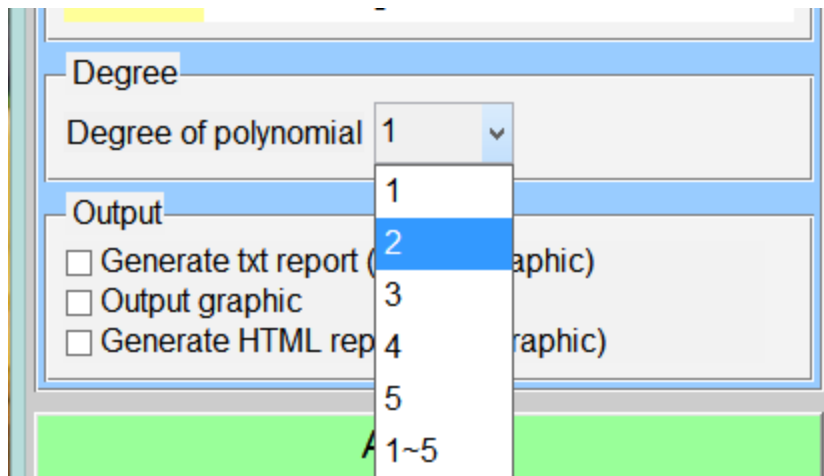 Degree
Degree of polynomial 1
1
Output
2
Generate txt report ( aphic)
3
Output graphic
Generate HTML rep raphic)
4
5
1~5